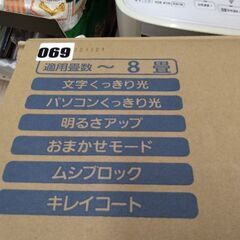 069
適用畳数 ～ 8 畳
文字くっきり光
パソコンくっきり光
明るさアップ
おまかせモード
ムシブロック
キレイコート